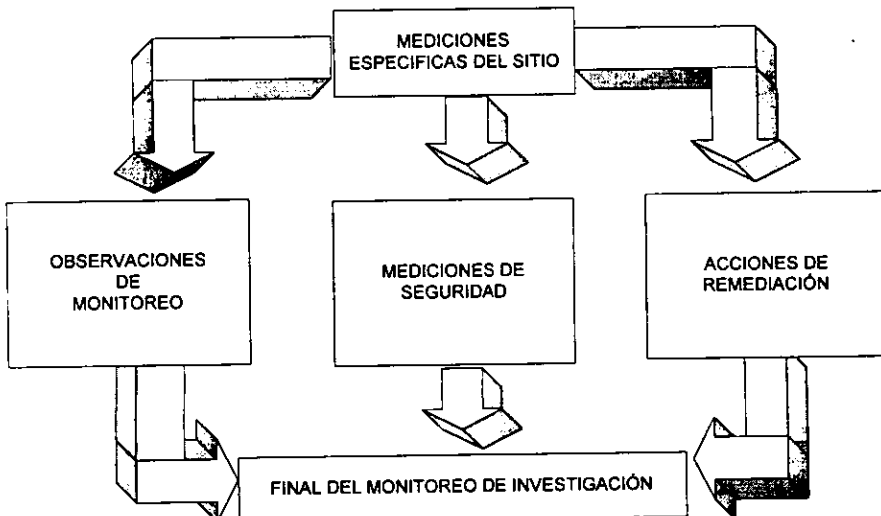 MEDICIONES
ESPECIFICAS DEL SITIO
OBSERVACIONES
DE
MONITOREO
MEDICIONES DE
SEGURIDAD
ACCIONES DE
REMEDIACIÓN
FINAL DEL MONITOREO DE INVESTIGACIÓN